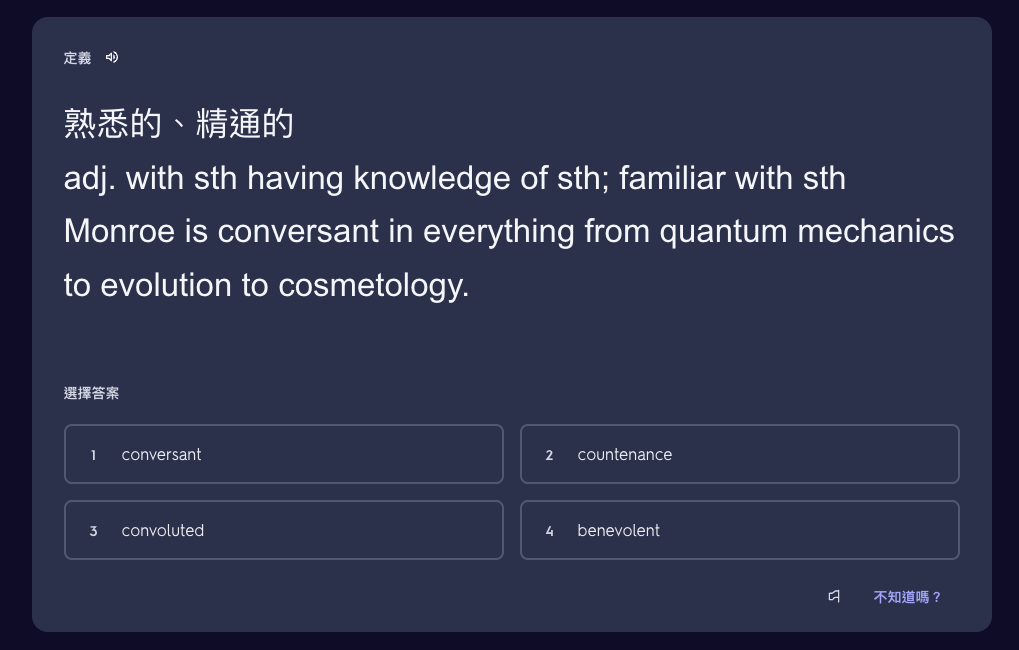 定義
熟悉的、精通的
adj. with sth having knowledge of sth; familiar with sth
Monroe is conversant in everything from quantum mechanics
to evolution to cosmetology.
選擇答案
1 conversant
2 countenance
3 convoluted
4 benevolent
不知道嗎？